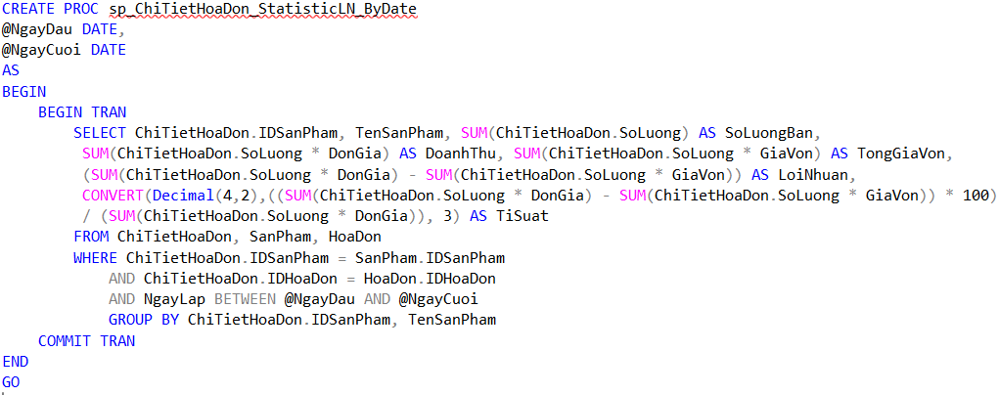 CREATE PROC sp_ChiTietHoaDon_StatisticLN_ByDate
@NgayDau DATE,
@NgayCuoi DATE
AS
BEGIN
BEGIN TRAN
SELECT ChiTietHoaDon.IDSanPham, TenSanPham, SUM(ChiTietHoaDon.SoLuong) AS SoLuongBan,
SUM(ChiTietHoaDon.SoLuong * DonGia) AS DoanhThu, SUM(ChiTietHoaDon.SoLuong * GiaVon) AS TongGiaVon,
(SUM(ChiTietHoaDon.SoLuong * DonGia) - SUM(ChiTietHoaDon.SoLuong * GiaVon)) AS LoiNhuan,
CONVERT(Decimal(4,2),((SUM(ChiTietHoaDon.SoLuong * DonGia) - SUM(ChiTietHoaDon.SoLuong * GiaVon)) * 100)
/ (SUM(ChiTietHoaDon.SoLuong * DonGia)), 3) AS TiSuat
FROM ChiTietHoaDon, SanPham, HoaDon
WHERE ChiTietHoaDon.IDSanPham = SanPham.IDSanPham
AND ChiTietHoaDon.IDHoaDon = HoaDon.IDHoaDon
AND NgayLap BETWEEN @NgayDau AND @NgayCuoi
GROUP BY ChiTietHoaDon.IDSanPham, TenSanPham
COMMIT TRAN
END
GO